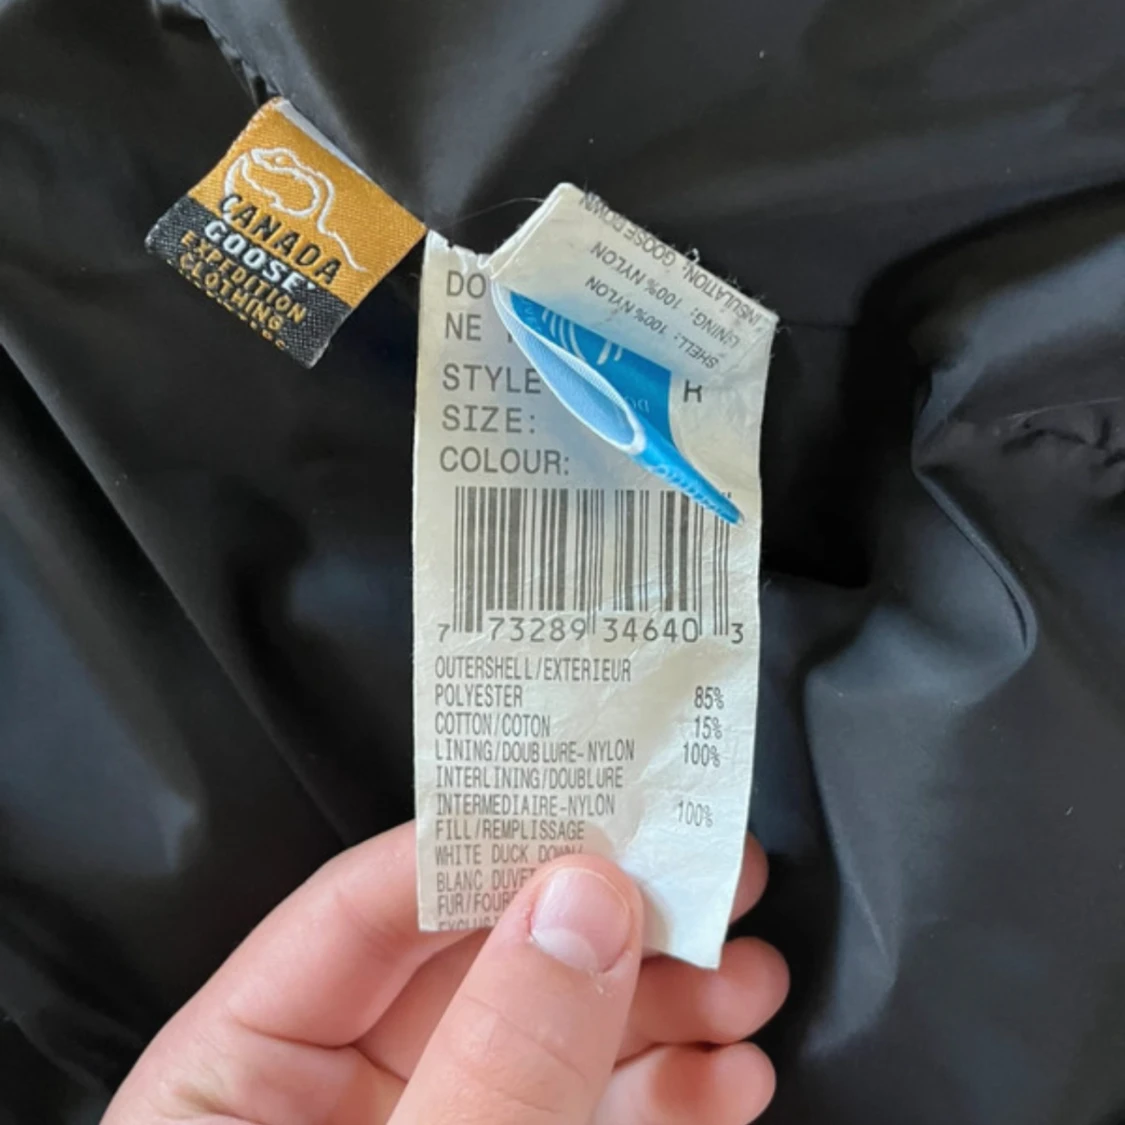 CANADA
GOOSE
EXPEDITION
CLOTHING
INSULATION: GOOSE DOWN
LINING: 100% NYLON
SHELL: 100% NYLON
DO
NE
STYLE R
SIZE:
COLOUR:
7 73289 34640 3
OUTERSHELL/EXTERIEUR
POLYESTER 85%
COTTON/COTON 15%
LINING/DOUBLURE-NYLON 100%
INTERLINING/DOUBLURE
INTERMEDIAIRE-NYLON 100%
FILL/REMPLISSAGE
WHITE DUCK DOWN/
BLANC DUVET
FUR/FOUR